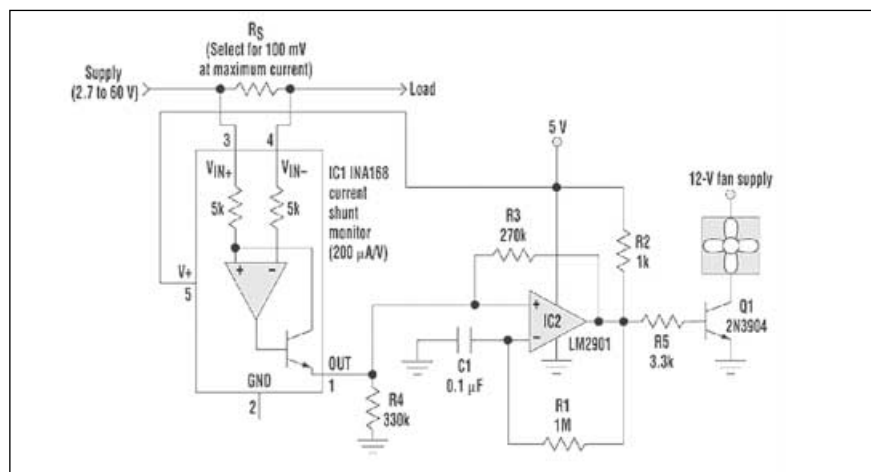 RS
(Select for 100 mV
at maximum current)
Supply
(2.7 to 60 V)
Load
3
4
VIN+
VIN−
5k
5k
IC1 INA168
current
shunt
monitor
(200 µA/V)
V+
5
+
−
OUT
1
GND
2
R4
330k
5 V
R3
270k
R2
1k
12-V fan supply
+
−
IC2
LM2901
C1
0.1 µF
R1
1M
R5
3.3k
Q1
2N3904